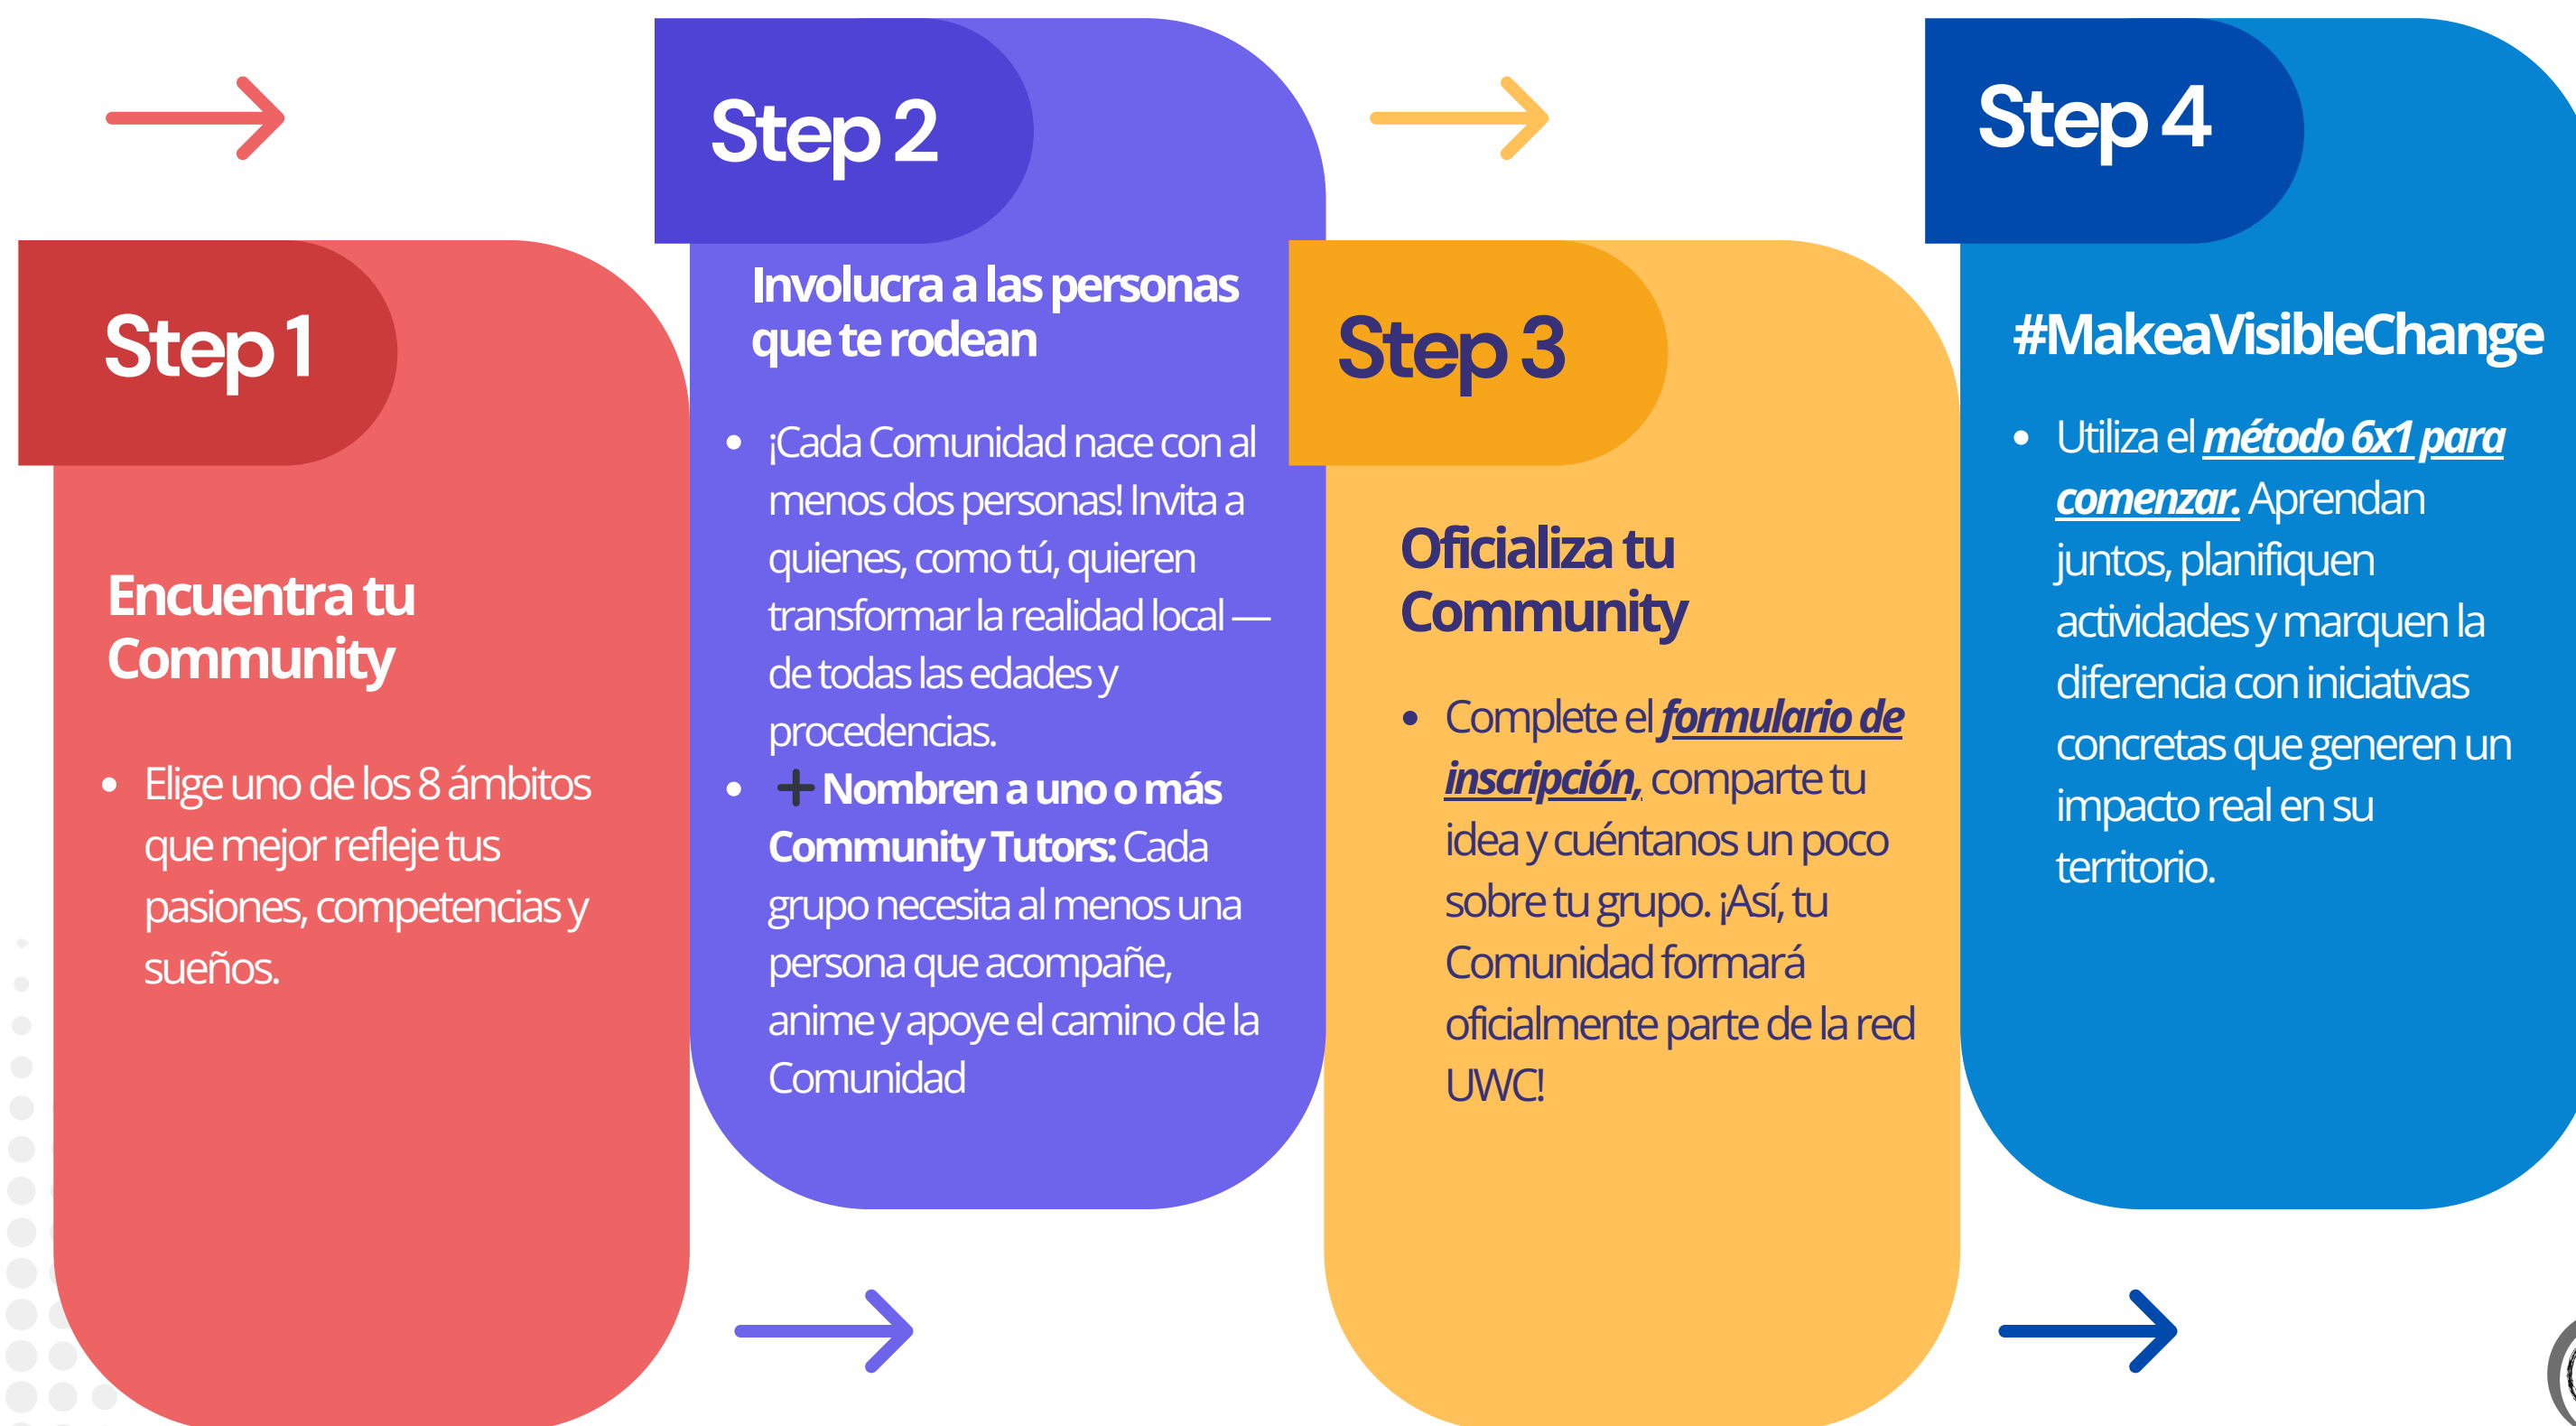 Step 1
Encuentra tu
Community
• Elige uno de los 8 ámbitos
que mejor refleje tus
pasiones, competencias y
sueños.
Step 2
Involucra a las personas
que te rodean
• ¡Cada Comunidad nace con al
menos dos personas! Invita a
quienes, como tú, quieren
transformar la realidad local —
de todas las edades y
procedencias.
• ➕ Nombren a uno o más
Community Tutors: Cada
grupo necesita al menos una
persona que acompañe,
anime y apoye el camino de la
Comunidad
Step 3
Oficializa tu
Community
• Complete el formulario de
inscripción, comparte tu
idea y cuéntanos un poco
sobre tu grupo. ¡Así, tu
Comunidad formará
oficialmente parte de la red
UWC!
Step 4
#MakeaVisibleChange
• Utiliza el método 6x1 para
comenzar. Aprendan
juntos, planifiquen
actividades y marquen la
diferencia con iniciativas
concretas que generen un
impacto real en su
territorio.